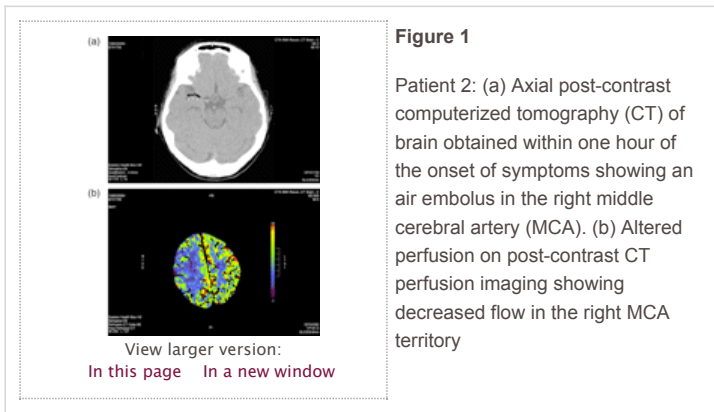 (a)
(b)
View larger version:
In this page In a new window
Figure 1
Patient 2: (a) Axial post-contrast
computerized tomography (CT) of
brain obtained within one hour of
the onset of symptoms showing an
air embolus in the right middle
cerebral artery (MCA). (b) Altered
perfusion on post-contrast CT
perfusion imaging showing
decreased flow in the right MCA
territory